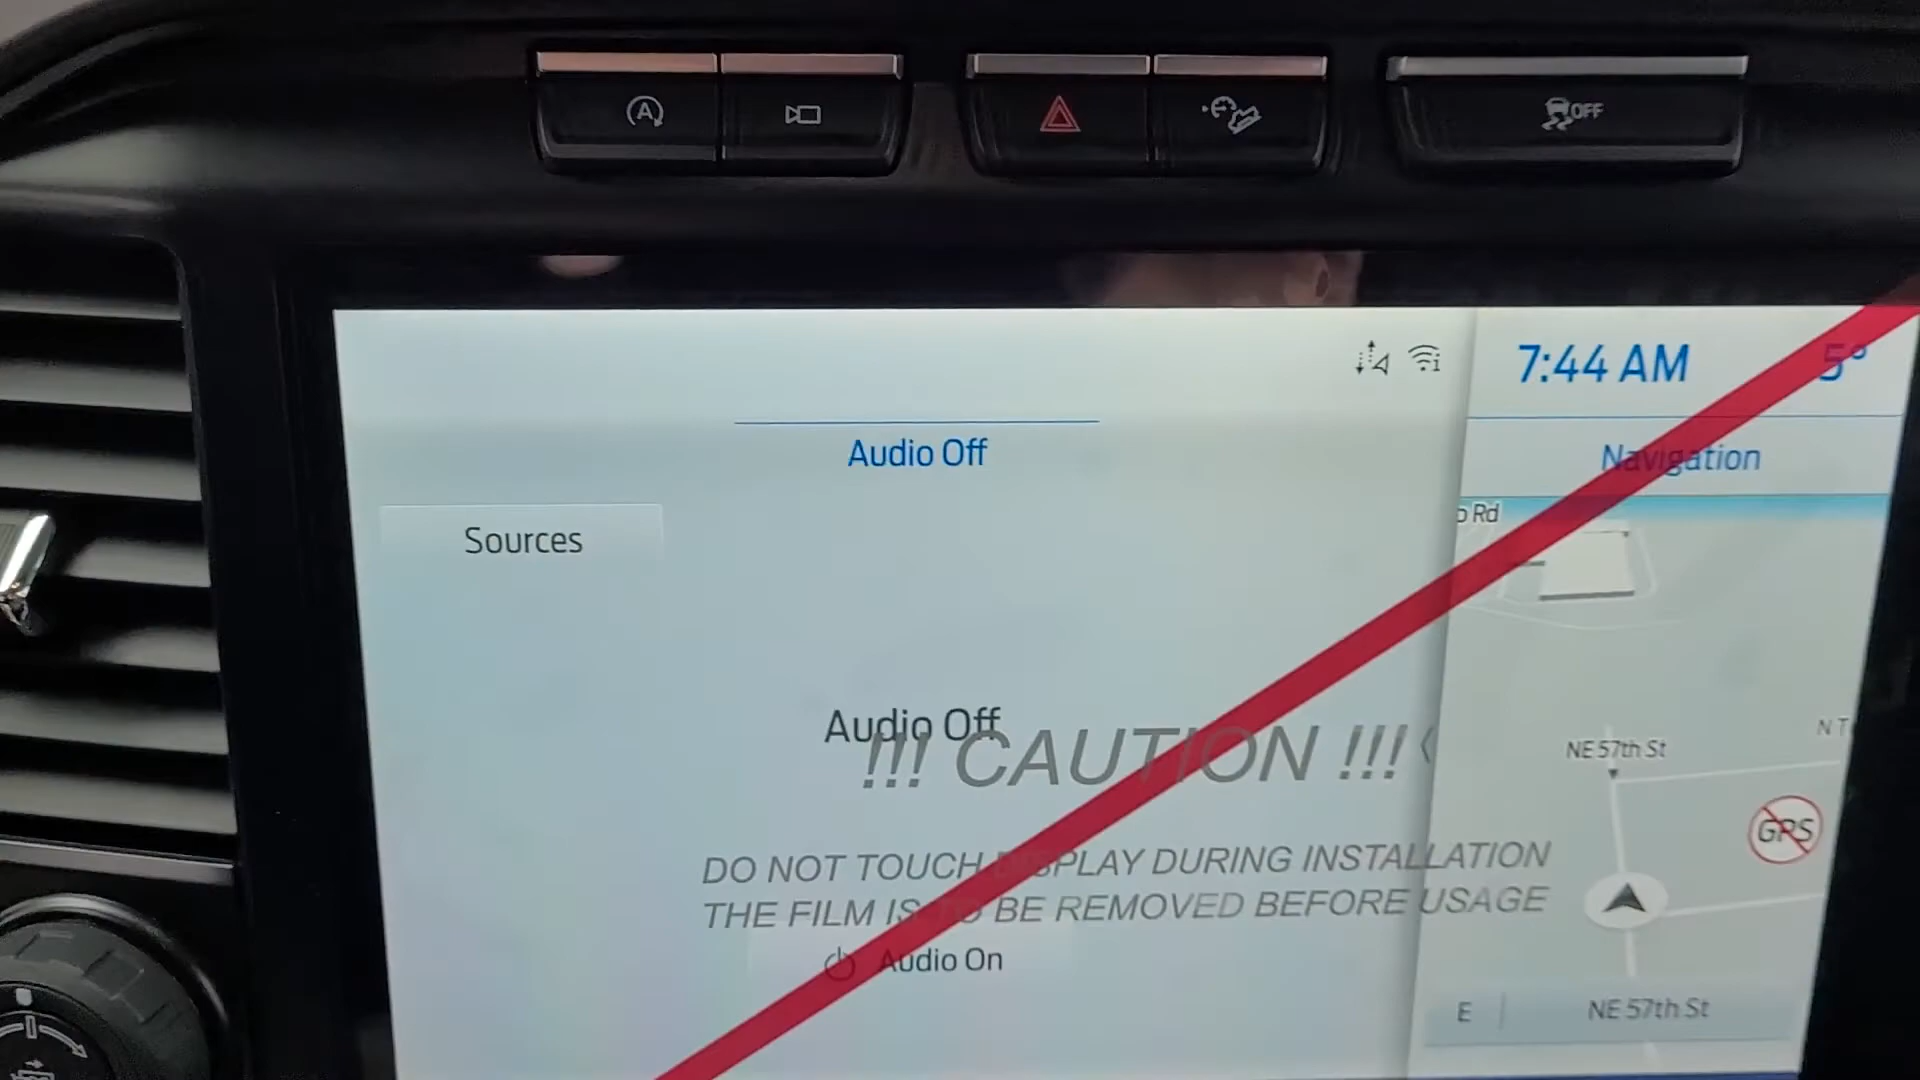 A
OFF
7:44 AM
5°
Audio Off
Navigation
Sources
Rd
Audio Off
!!! CAUTION !!!
NE 57th St
N T
GPS
DO NOT TOUCH DISPLAY DURING INSTALLATION
THE FILM IS TO BE REMOVED BEFORE USAGE
Audio On
E
NE 57th St